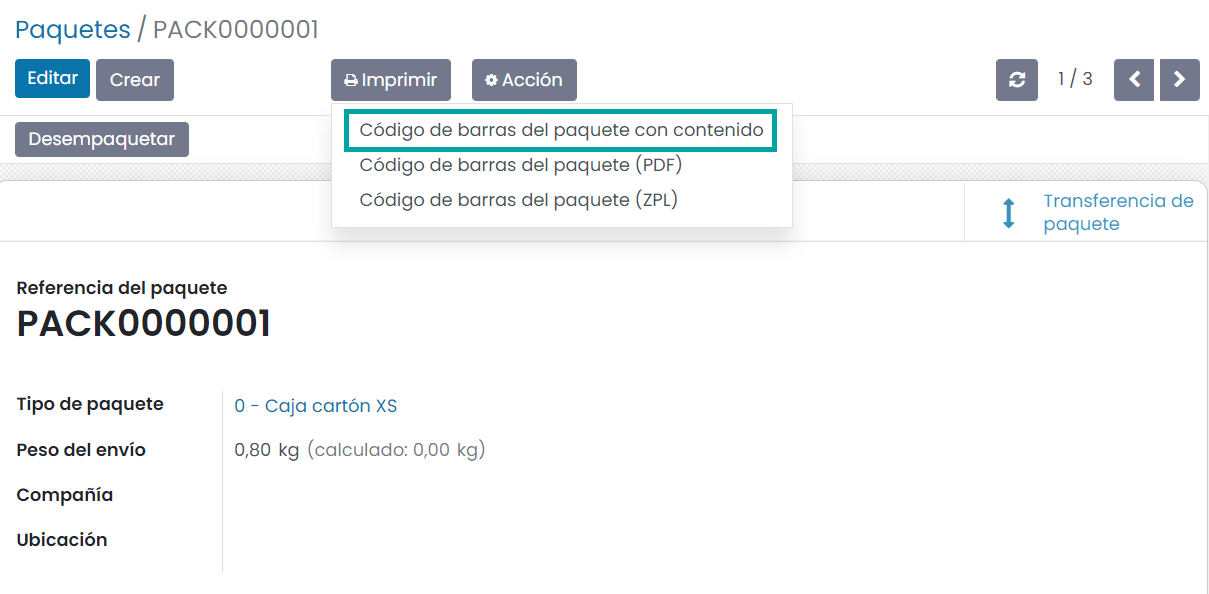 Paquetes / PACK0000001
Editar Crear Imprimir Acción 1 / 3
Desempaquetar
Código de barras del paquete con contenido
Código de barras del paquete (PDF)
Código de barras del paquete (ZPL)
Transferencia de
paquete
Referencia del paquete
PACK0000001
Tipo de paquete 0 - Caja cartón XS
Peso del envío 0,80 kg (calculado: 0,00 kg)
Compañía
Ubicación